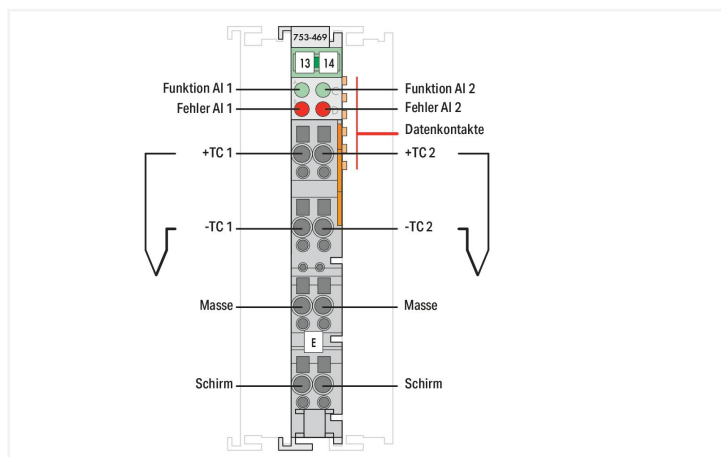 753-469
13 14
Funktion AI 1
Funktion AI 2
Fehler AI 1
Fehler AI 2
Datenkontakte
+TC 1
+TC 2
-TC 1
-TC 2
Masse
Masse
E
Schirm
Schirm